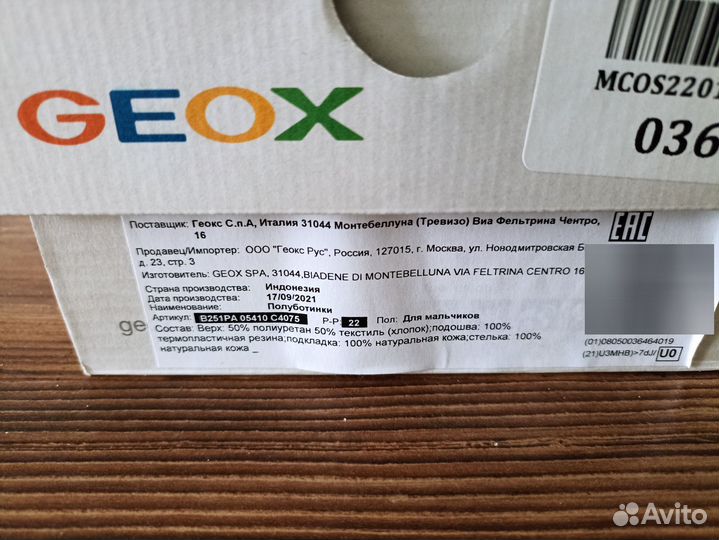 GEOX
MCOS2201
036
Поставщик: Геокс С.п.А, Италия 31044 Монтебеллуна (Тревизо) Виа Фельтрина Чентро,
16
EAC
Продавец/Импортер: ООО "Геокс Рус", Россия, 127015, г. Москва, ул. Новодмитровская Б
д. 23, стр. 3
Изготовитель: GEOX SPA, 31044,BIADENE DI MONTEBELLUNA VIA FELTRINA CENTRO 16
Страна производства: Индонезия
Дата производства: 17/09/2021
Наименование: Полуботинки
Артикул: B251PA 05410 C4075 Р-Р 22 Пол: Для мальчиков
Состав: Верх: 50% полиуретан 50% текстиль (хлопок);подошва: 100%
термопластичная резина;подкладка: 100% натуральная кожа;стелька: 100%
натуральная кожа _
(01)08050036464019
(21)U3MHB)>7dJ/ U0
ge
Avito